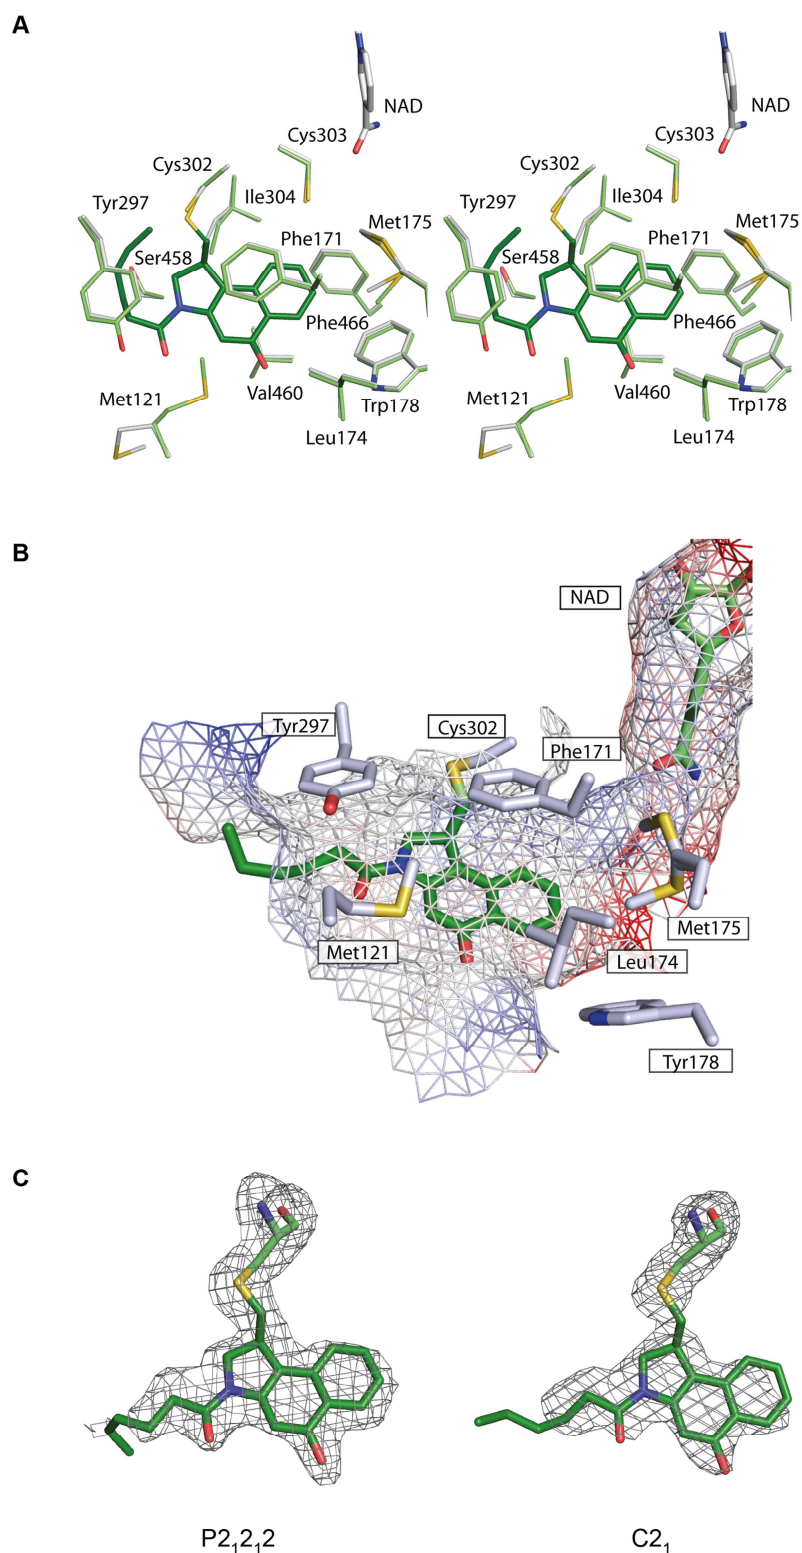 A
NAD NAD
Cys303 Cys303
Cys302 Cys302
Ile304 Ile304
Tyr297 Tyr297
Met175 Met175
Phe171 Phe171
Ser458 Ser458
Phe466 Phe466
Met121 Val460 Met121 Val460
Trp178 Trp178
Leu174 Leu174
B
NAD
Tyr297 Cys302
Phe171
Met175
Met121
Leu174
Tyr178
C
P2₁2₁2 C2₁